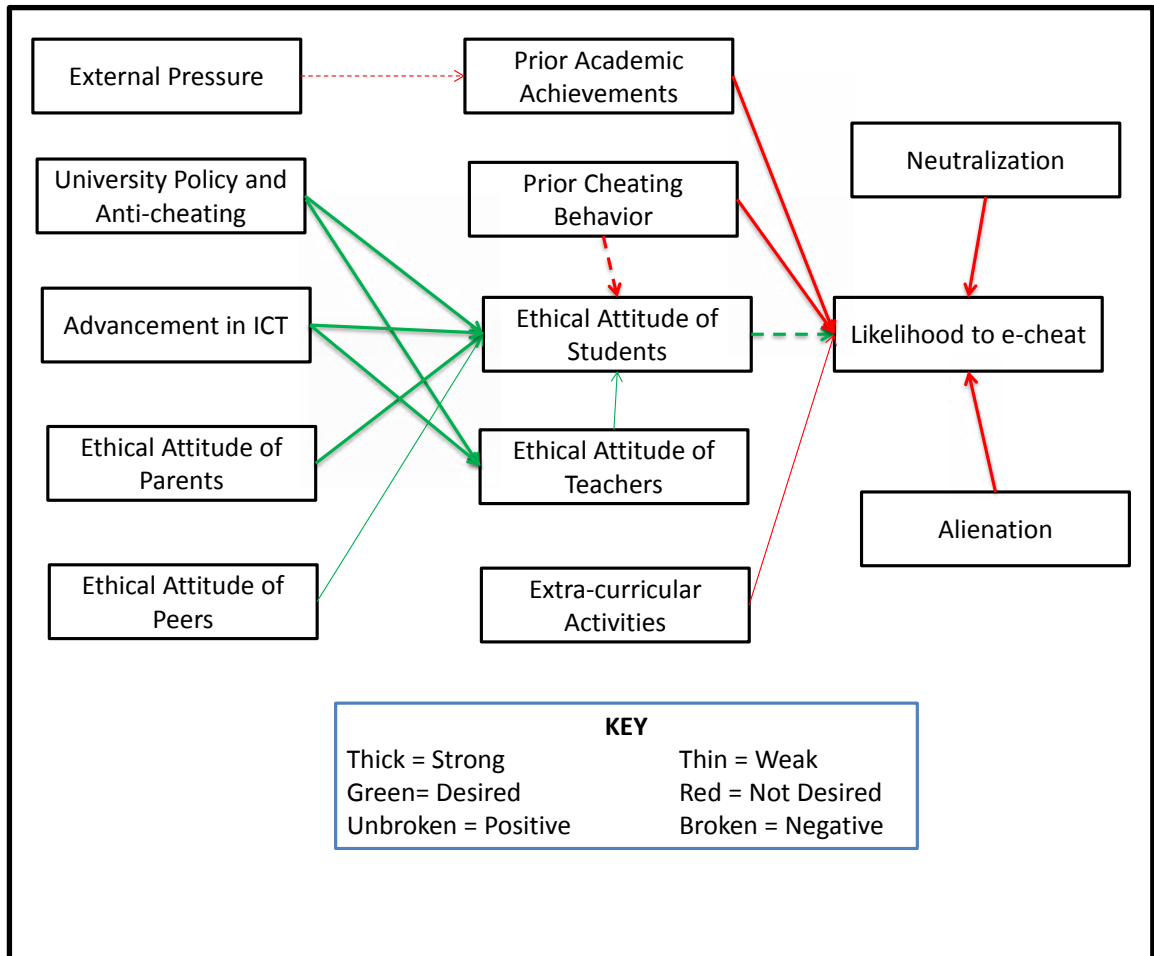 External Pressure
Prior Academic
Achievements
Neutralization
University Policy and
Anti-cheating
Prior Cheating
Behavior
Advancement in ICT
Ethical Attitude of
Students
Likelihood to e-cheat
Ethical Attitude of
Parents
Ethical Attitude of
Teachers
Alienation
Ethical Attitude of
Peers
Extra-curricular
Activities
KEY
Thick = Strong
Thin = Weak
Green= Desired
Red = Not Desired
Unbroken = Positive
Broken = Negative